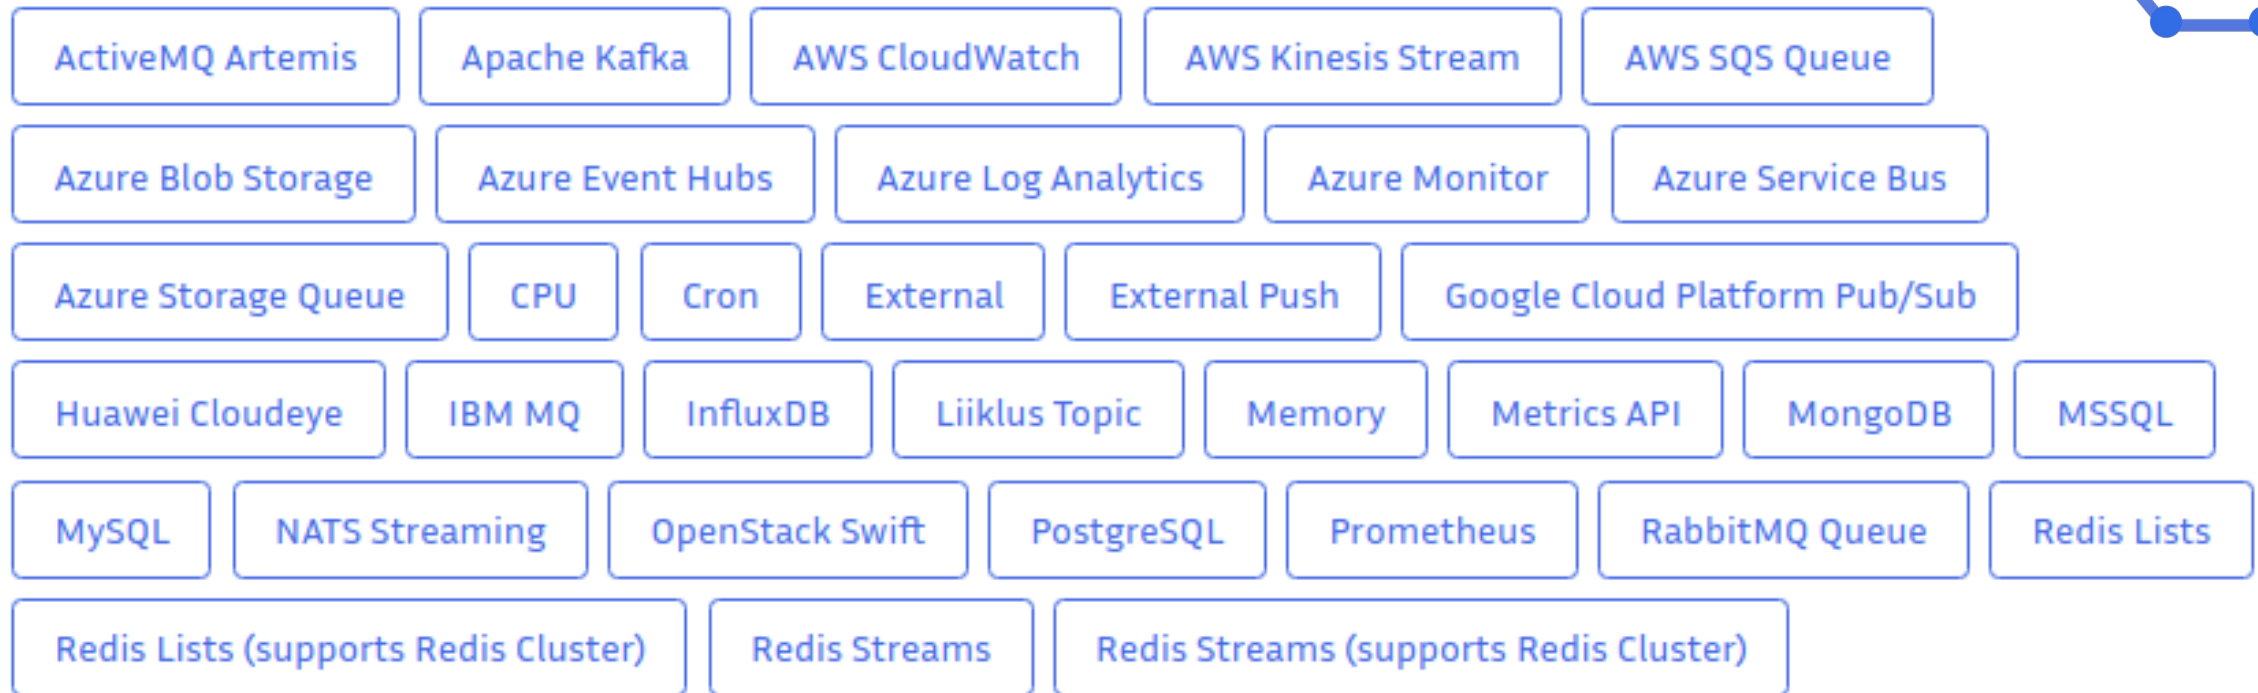 ActiveMQ Artemis Apache Kafka AWS CloudWatch AWS Kinesis Stream AWS SQS Queue
Azure Blob Storage Azure Event Hubs Azure Log Analytics Azure Monitor Azure Service Bus
Azure Storage Queue CPU Cron External External Push Google Cloud Platform Pub/Sub
Huawei Cloudeye IBM MQ InfluxDB Liiklus Topic Memory Metrics API MongoDB MSSQL
MySQL NATS Streaming OpenStack Swift PostgreSQL Prometheus RabbitMQ Queue Redis Lists
Redis Lists (supports Redis Cluster) Redis Streams Redis Streams (supports Redis Cluster)